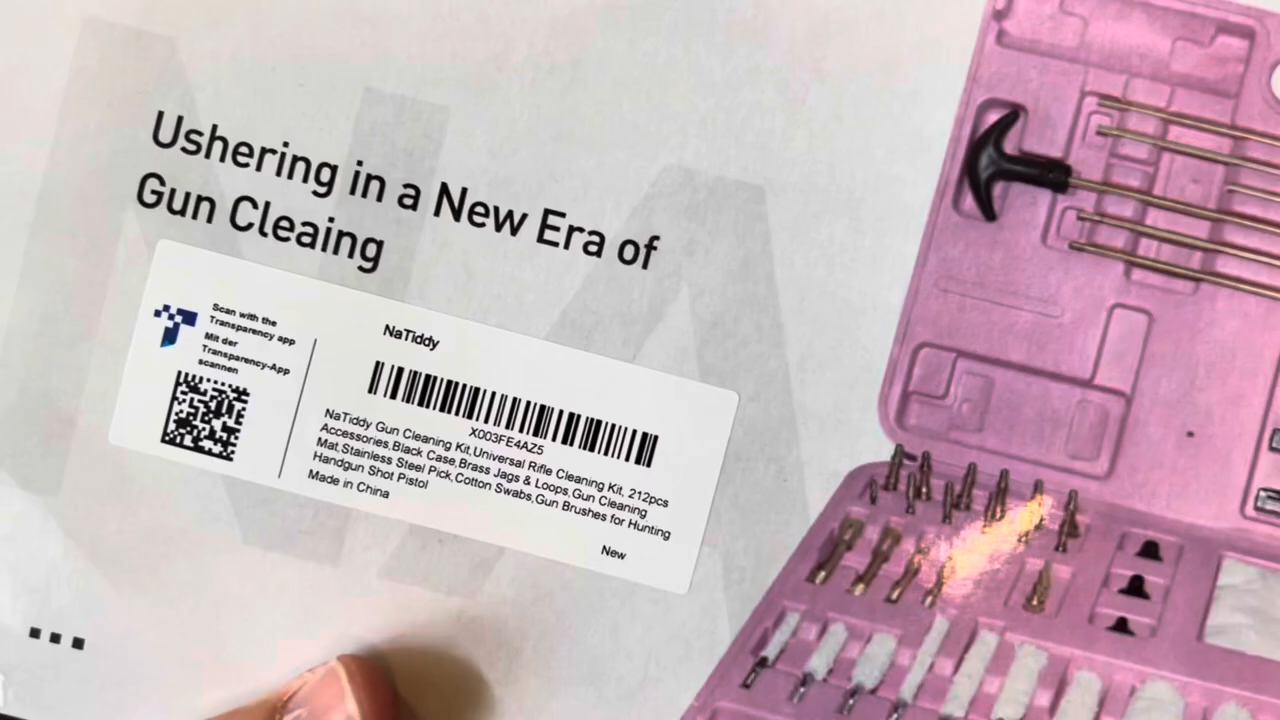 Ushering in a New Era of
Gun Cleaing
Scan with the
Transparency app
Mit der
Transparency-App
scannen
NaTiddy
X003FE4AZ5
NaTiddy Gun Cleaning Kit,Universal Rifle Cleaning Kit, 212pcs
Accessories,Black Case,Brass Jags & Loops,Gun Cleaning
Mat,Stainless Steel Pick,Cotton Swabs,Gun Brushes for Hunting
Handgun Shot Pistol
Made in China
New